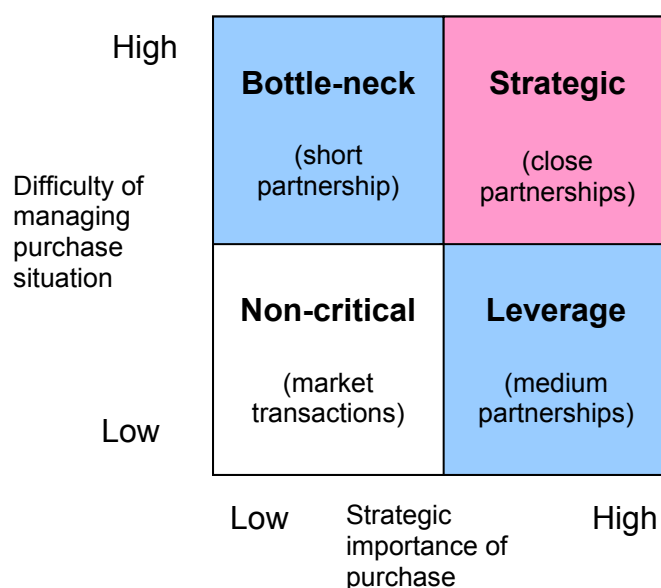 High
Bottle-neck
(short
partnership)
Strategic
(close
partnerships)
Difficulty of
managing
purchase
situation
Non-critical
(market
transactions)
Leverage
(medium
partnerships)
Low
Low
Strategic
importance of
purchase
High